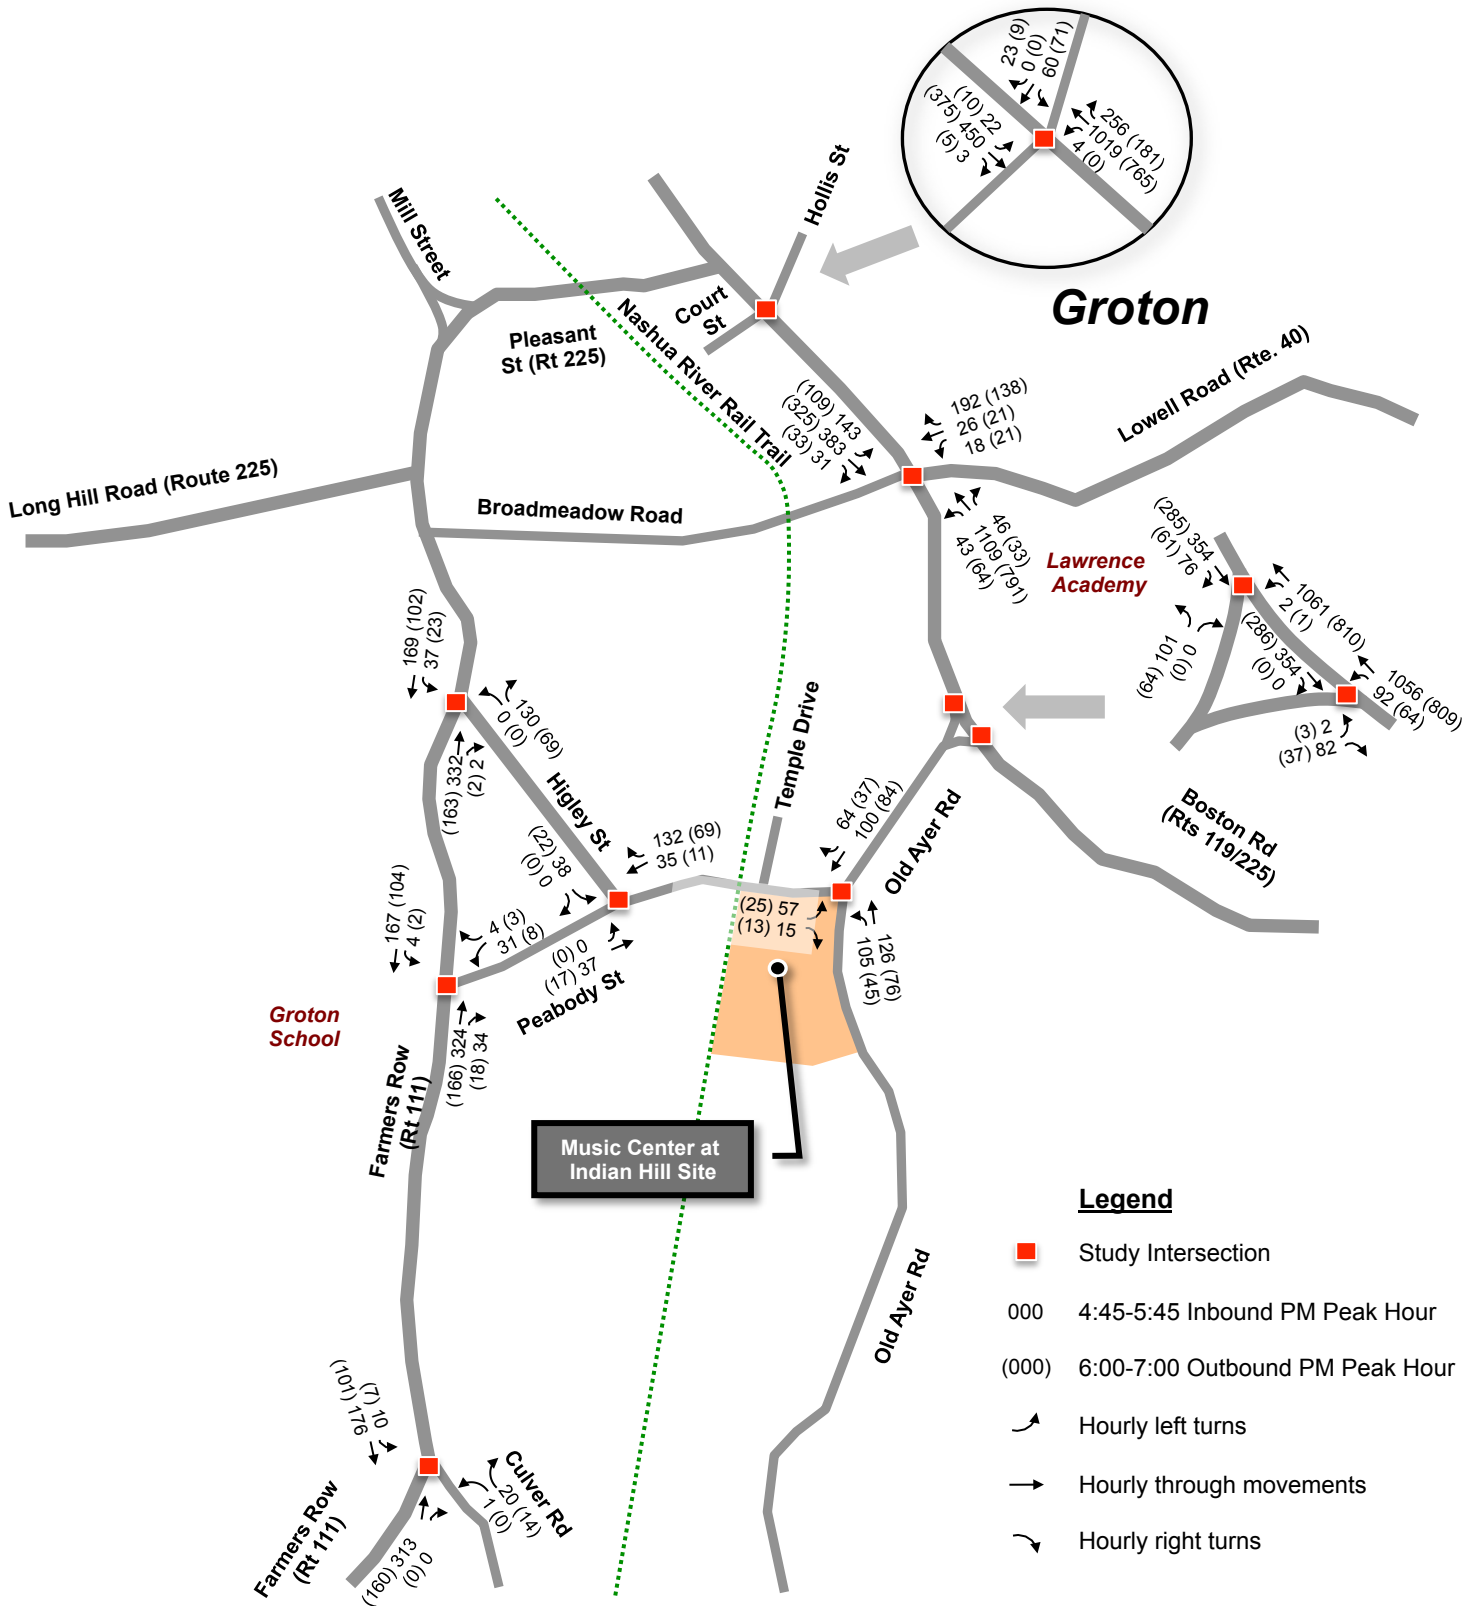 23 (9)
0 (0)
60 (71)
(10) 22
(375) 450
(5) 3
256 (181)
1019 (765)
4 (0)
Hollis St
Mill Street
Groton
Court
St
Pleasant
St (Rt 225)
Nashua River Rail Trail
Lowell Road (Rte. 40)
(109) 143
(325) 383
(33) 31
192 (138)
26 (21)
18 (21)
Long Hill Road (Route 225)
Broadmeadow Road
46 (33)
1109 (791)
43 (64)
Lawrence
Academy
(285) 354
(61) 76
1061 (810)
2 (1)
(64) 101
(0) 0
(286) 354
(0) 0
1056 (809)
92 (64)
(3) 2
(37) 82
169 (102)
37 (23)
130 (69)
0 (0)
(163) 332
(2) 2
Higley St
Temple Drive
Boston Rd
(Rts 119/225)
64 (37)
100 (84)
Old Ayer Rd
(22) 38
(0) 0
132 (69)
35 (11)
167 (104)
4 (2)
4 (3)
31 (8)
(0) 0
(17) 37
Peabody St
(25) 57
(13) 15
126 (76)
105 (45)
Groton
School
(166) 324
(18) 34
Farmers Row
(Rt 111)
Music Center at
Indian Hill Site
Old Ayer Rd
(7) 10
(101) 176
Culver Rd
20 (14)
1 (0)
Farmers Row
(Rt 111)
(160) 313
(0) 0
Legend
Study Intersection
000 4:45-5:45 Inbound PM Peak Hour
(000) 6:00-7:00 Outbound PM Peak Hour
Hourly left turns
Hourly through movements
Hourly right turns